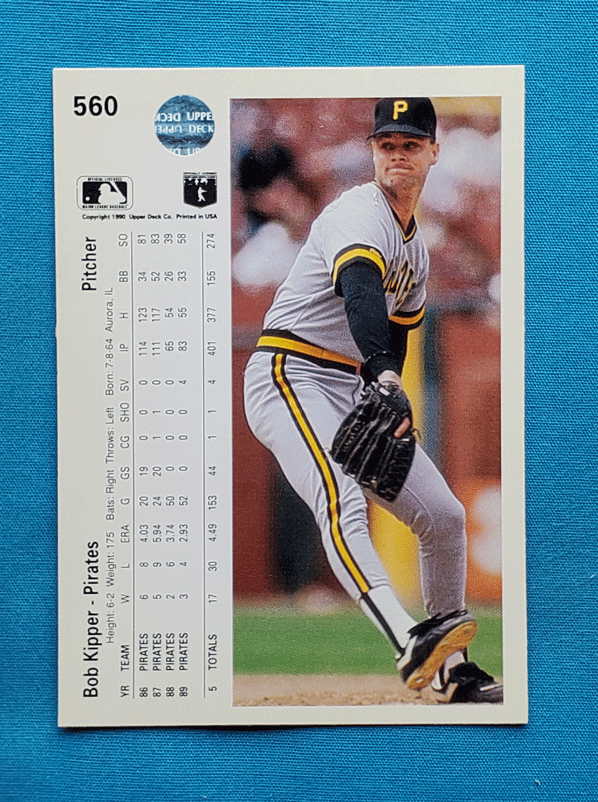 560
UPPER DECK
UPPER DECK
OFFICIAL LICENSEE
MAJOR LEAGUE BASEBALL
Copyright 1990 Upper Deck Co. Printed in USA
Bob Kipper - Pirates Pitcher
Height: 6-2 Weight: 175 Bats: Right Throws: Left Born: 7-8-64 Aurora, IL
YR TEAM W L ERA G GS CG SHO SV IP H BB SO
86 PIRATES 6 8 4.03 20 19 0 0 0 114 123 34 81
87 PIRATES 5 9 5.94 24 20 1 1 0 111 117 52 83
88 PIRATES 2 6 3.74 50 0 0 0 0 65 54 26 39
89 PIRATES 3 4 2.93 52 0 0 0 4 83 55 33 58
5 TOTALS 17 30 4.49 153 44 1 1 4 401 377 155 274
P